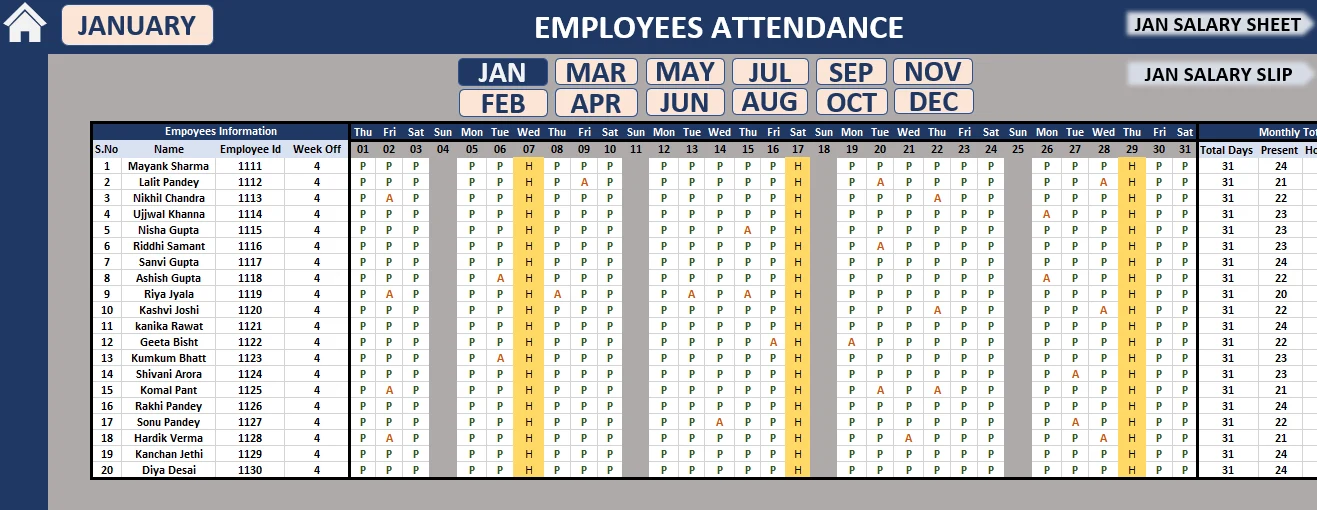 JANUARY EMPLOYEES ATTENDANCE JAN SALARY SHEET
JAN MAR MAY JUL SEP NOV JAN SALARY SLIP
FEB APR JUN AUG OCT DEC
Empoyees Information Thu Fri Sat Sun Mon Tue Wed Thu Fri Sat Sun Mon Tue Wed Thu Fri Sat Sun Mon Tue Wed Thu Fri Sat Sun Mon Tue Wed Thu Fri Sat Monthly Tot
S.No Name Employee Id Week Off 01 02 03 04 05 06 07 08 09 10 11 12 13 14 15 16 17 18 19 20 21 22 23 24 25 26 27 28 29 30 31 Total Days Present Ho
1 Mayank Sharma 1111 4 P P P P P H P P P P P P P P H P P P P P P P P P H P P 31 24
2 Lalit Pandey 1112 4 P P P P P H P A P P P P P P H P A P P P P P P A H P P 31 21
3 Nikhil Chandra 1113 4 P A P P P H P P P P P P P P H P P P A P P P P P H P P 31 22
4 Ujjwal Khanna 1114 4 P P P P P H P P P P P P P P H P P P P P P A P P H P P 31 23
5 Nisha Gupta 1115 4 P P P P P H P P P P P P A P H P P P P P P P P P H P P 31 23
6 Riddhi Samant 1116 4 P P P P P H P P P P P P P P H P A P P P P P P P H P P 31 23
7 Sanvi Gupta 1117 4 P P P P P H P P P P P P P P H P P P P P P P P P H P P 31 24
8 Ashish Gupta 1118 4 P P P P A H P P P P P P P P H P P P P P P A P P H P P 31 22
9 Riya Jyala 1119 4 P A P P P H A P P P A P A P H P P P P P P P P P H P P 31 20
10 Kashvi Joshi 1120 4 P P P P P H P P P P P P P P H P P P A P P P P A H P P 31 22
11 kanika Rawat 1121 4 P P P P P H P P P P P P P P H P P P P P P P P P H P P 31 24
12 Geeta Bisht 1122 4 P P P P P H P P P P P P P A H A P P P P P P P P H P P 31 22
13 Kumkum Bhatt 1123 4 P P P P A H P P P P P P P P H P P P P P P P P P H P P 31 23
14 Shivani Arora 1124 4 P P P P P H P P P P P P P P H P P P P P P P A P H P P 31 23
15 Komal Pant 1125 4 P A P P P H P P P P P P P P H P A P A P P P P P H P P 31 21
16 Rakhi Pandey 1126 4 P P P P P H P P P P P P P P H P P P P P P P P P H P P 31 24
17 Sonu Pandey 1127 4 P P P P P H P P P P P A P P H P P P P P P P A P H P P 31 22
18 Hardik Verma 1128 4 P A P P P H P P P P P P P P H P P A P P P P P A H P P 31 21
19 Kanchan Jethi 1129 4 P P P P P H P P P P P P P P H P P P P P P P P P H P P 31 24
20 Diya Desai 1130 4 P P P P P H P P P P P P P P H P P P P P P P P P H P P 31 24